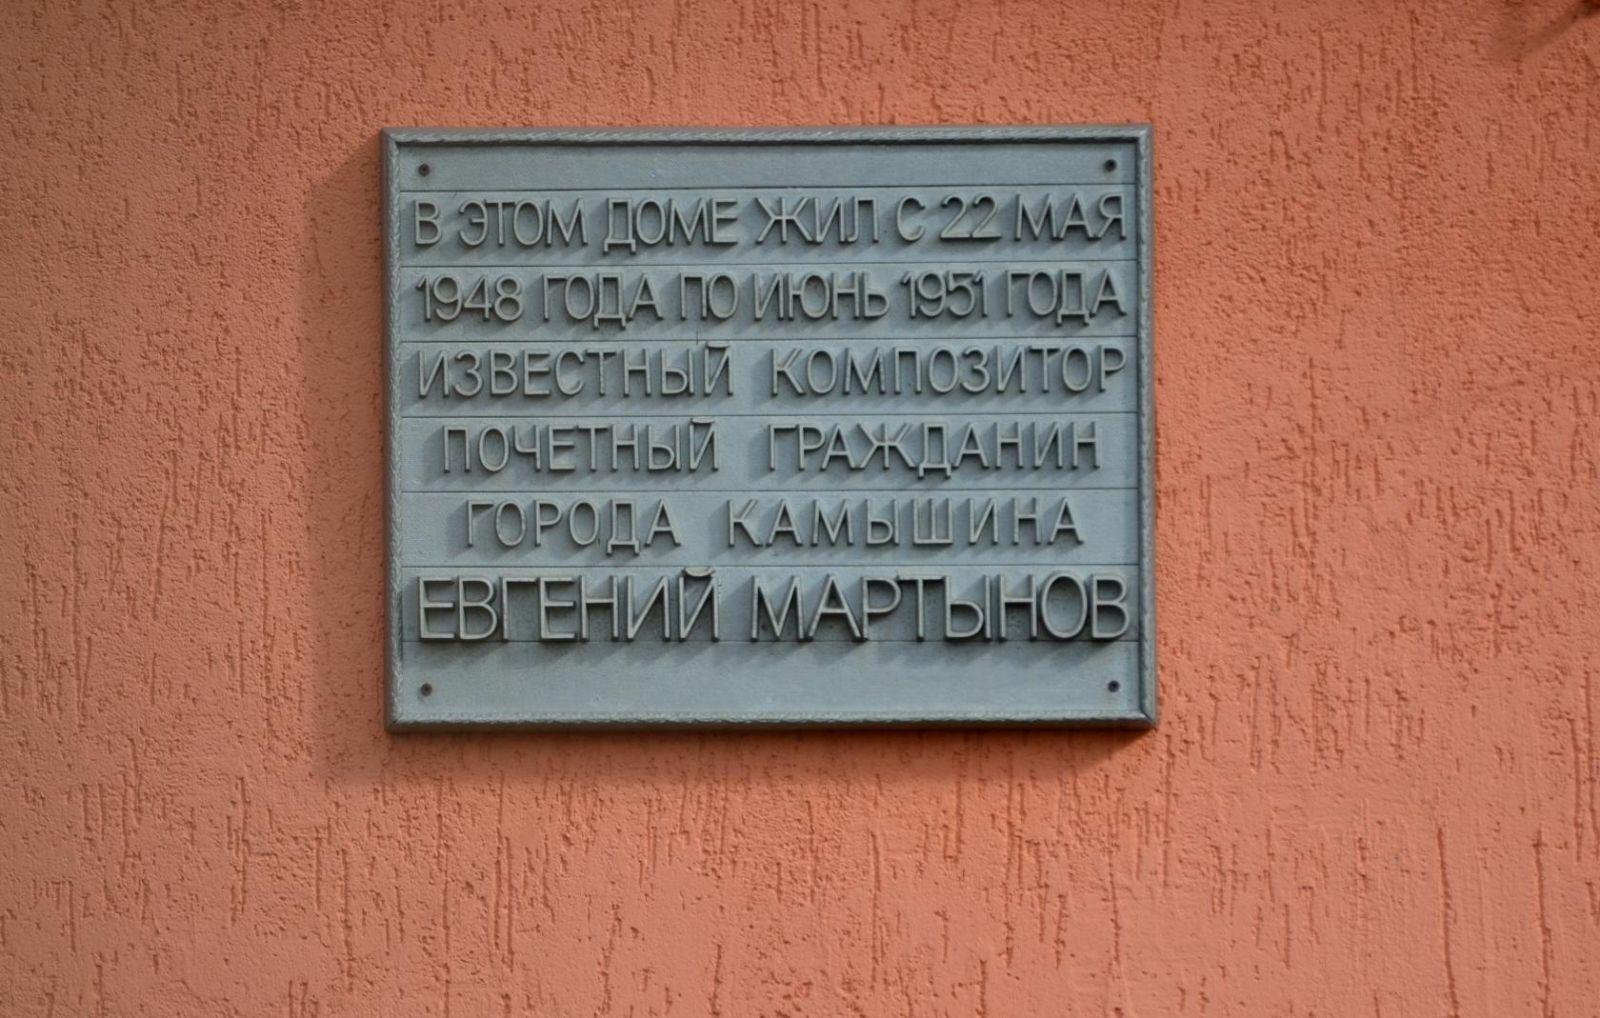 В ЭТОМ ДОМЕ ЖИЛ С 22 МАЯ
1948 ГОДА ПО ИЮНЬ 1951 ГОДА
ИЗВЕСТНЫЙ КОМПОЗИТОР
ПОЧЕТНЫЙ ГРАЖДАНИН
ГОРОДА КАМЫШИНА
ЕВГЕНИЙ МАРТЫНОВ